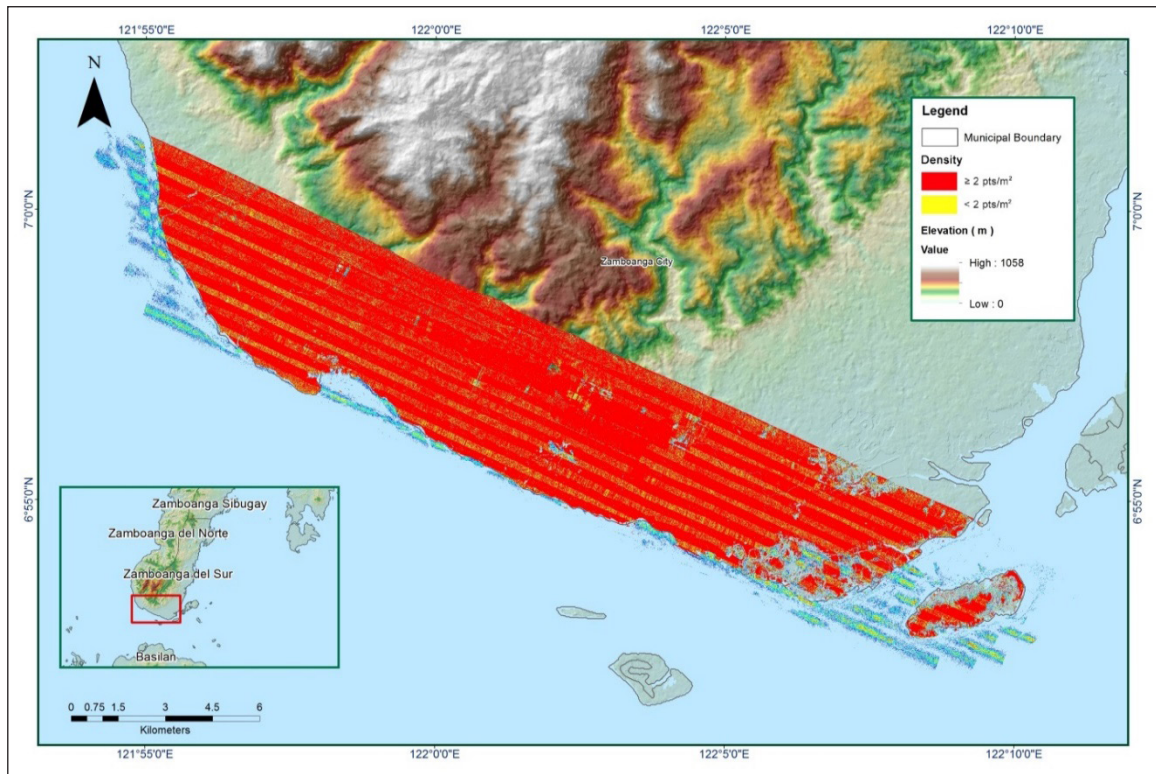 121°55'0"E
122°0'0"E
122°5'0"E
122°10'0"E
N
7°0'0"N
7°0'0"N
Legend
Municipal Boundary
Density
≥ 2 pts/m²
< 2 pts/m²
Elevation ( m )
Value
High : 1058
Low : 0
Zamboanga City
6°55'0"N
6°55'0"N
Zamboanga Sibugay
Zamboanga del Norte
Zamboanga del Sur
Basilan
0 0.75 1.5 3 4.5 6
Kilometers
121°55'0"E
122°0'0"E
122°5'0"E
122°10'0"E